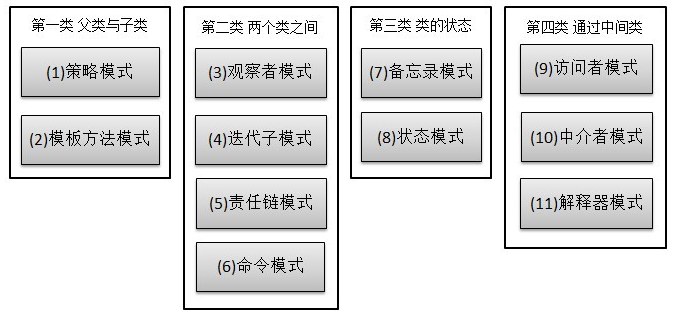 第一类 父类与子类
(1)策略模式
(2)模板方法模式
第二类 两个类之间
(3)观察者模式
(4)迭代子模式
(5)责任链模式
(6)命令模式
第三类 类的状态
(7)备忘录模式
(8)状态模式
第四类 通过中间类
(9)访问者模式
(10)中介者模式
(11)解释器模式